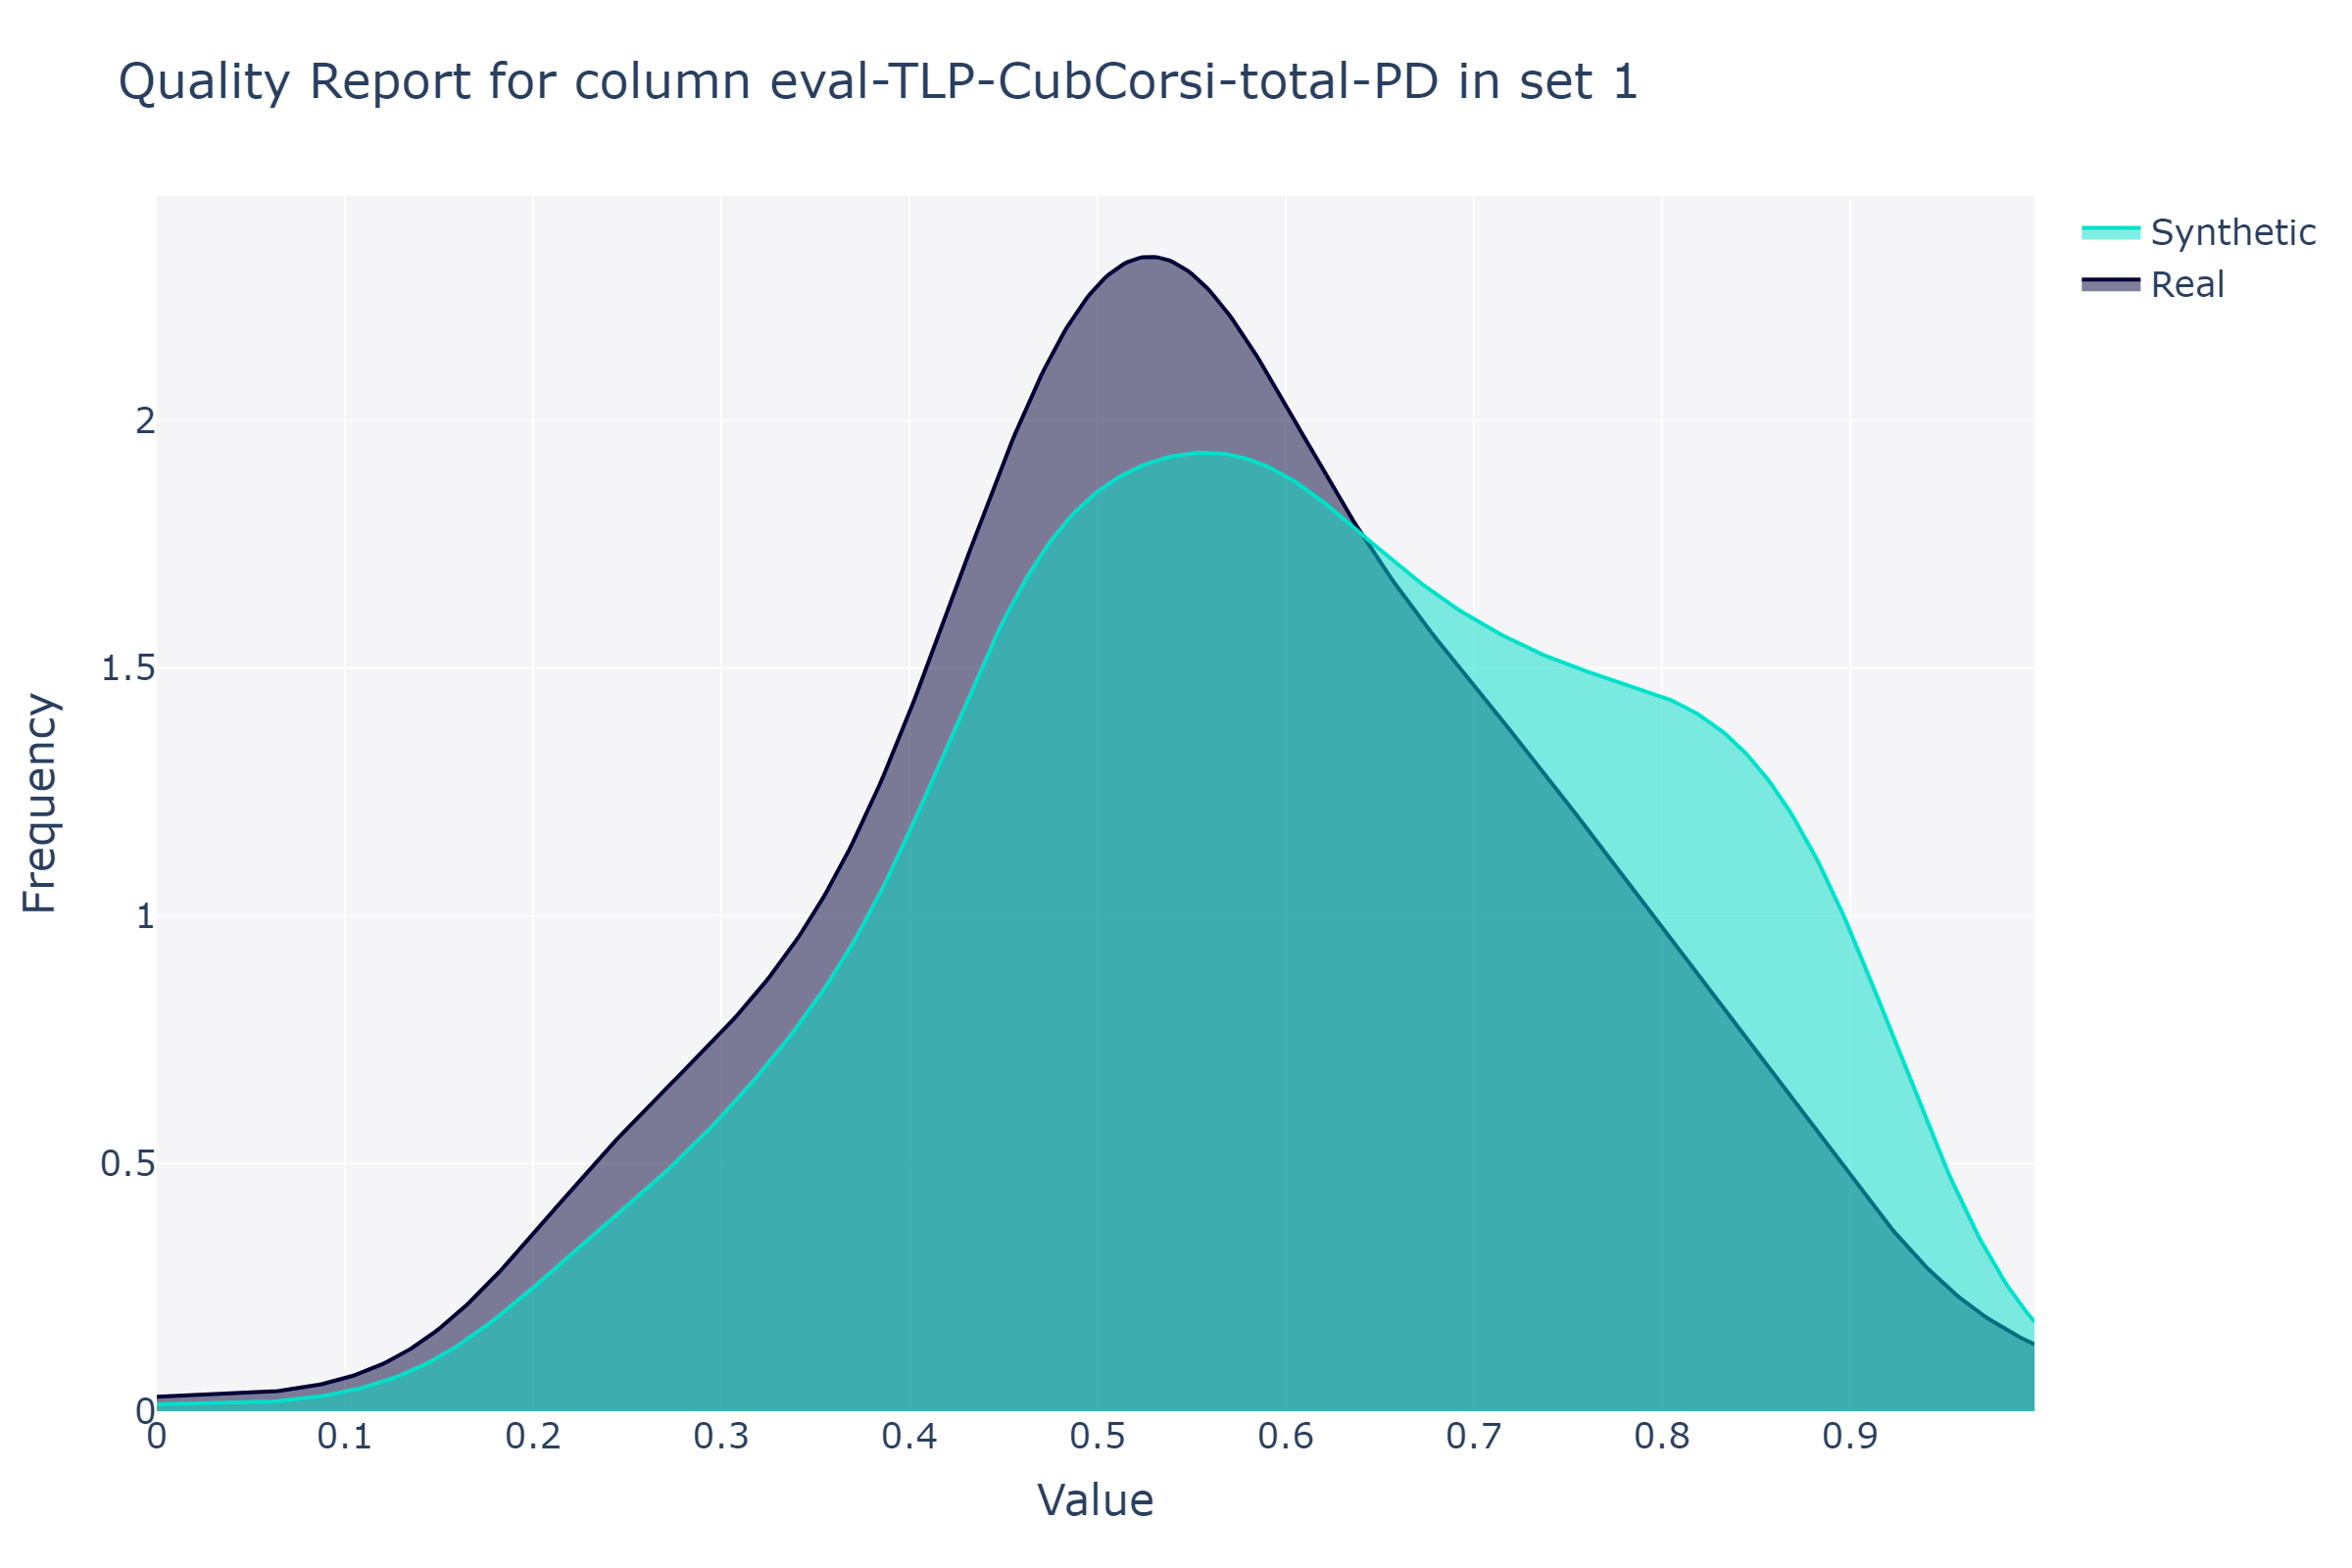 Quality Report for column eval-TLP-CubCorsi-total-PD in set 1
Synthetic
Real
2
1.5
1
0.5
0
0 0.1 0.2 0.3 0.4 0.5 0.6 0.7 0.8 0.9
Frequency
Value